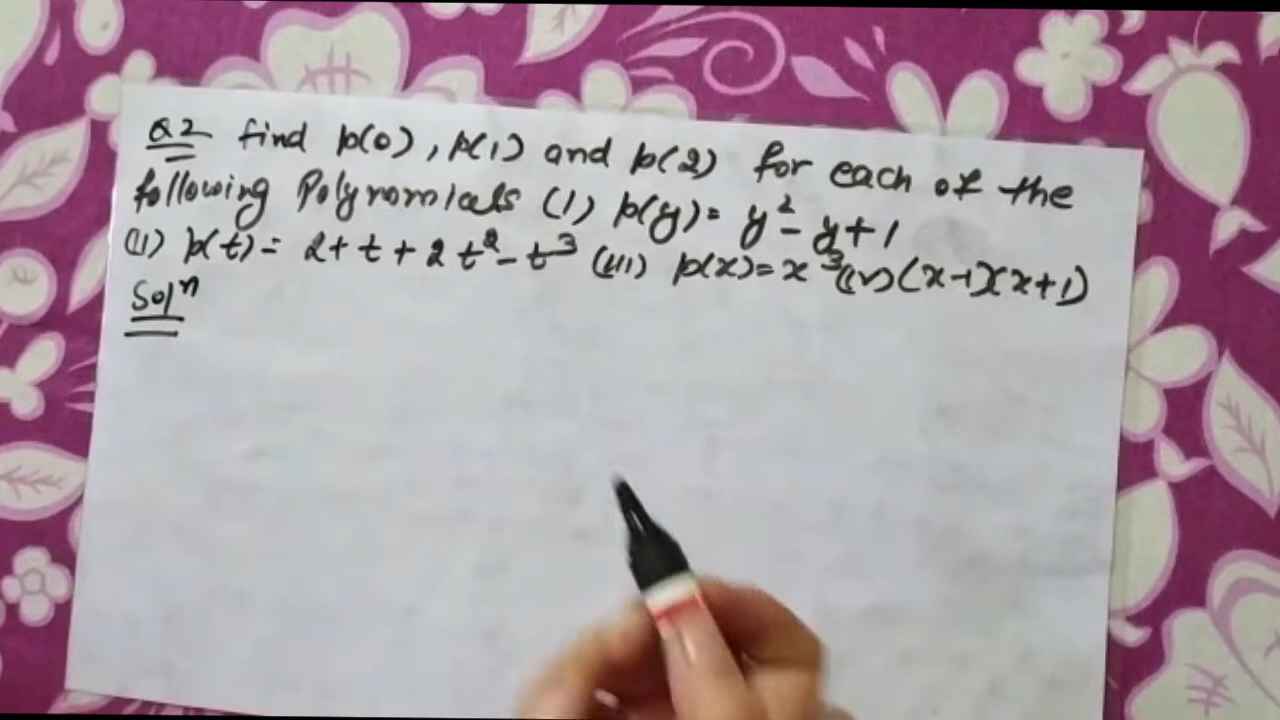 Q2 find p(0), p(1) and p(2) for each of the
following Polynomials (i) p(y)= y²-y+1
(ii) p(t)= 2+t+2t²-t³ (iii) p(x)=x³ (iv) (x-1)(x+1)
Solⁿ